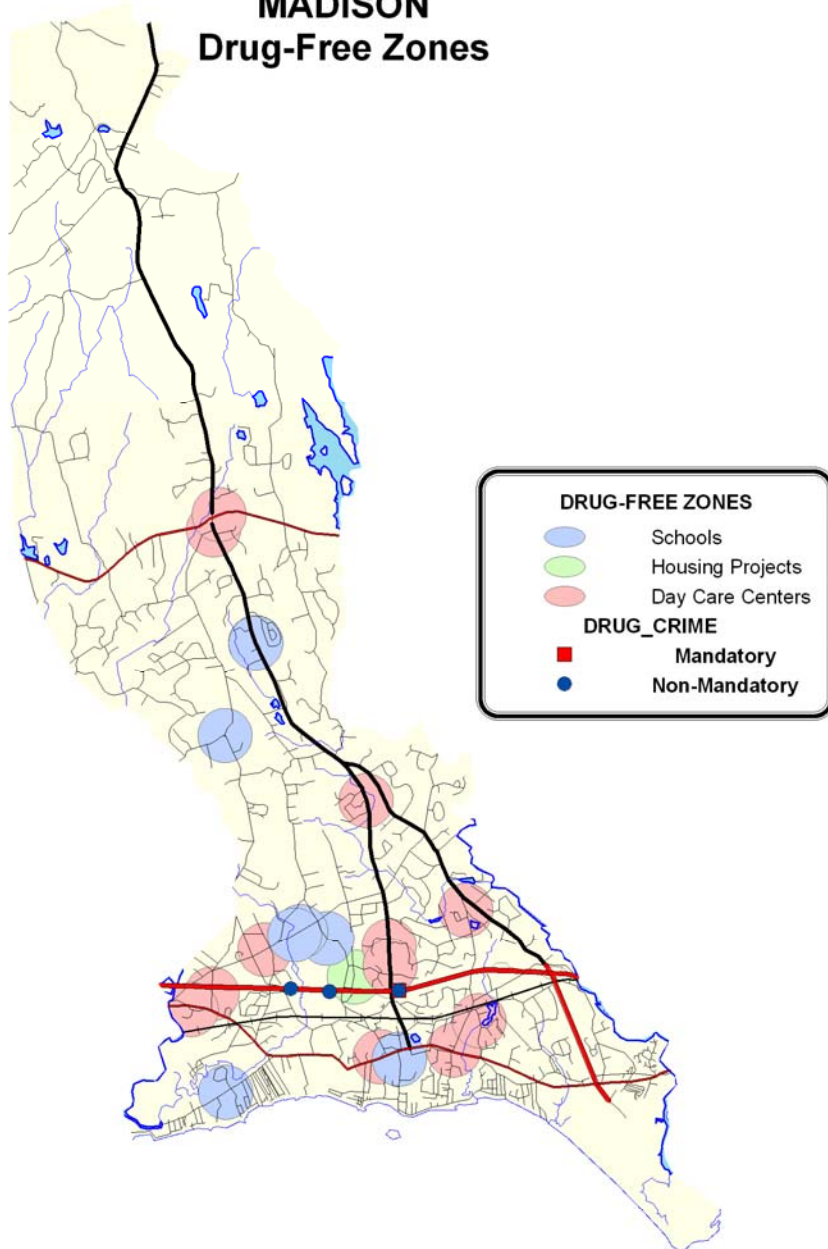 MADISON
Drug-Free Zones
DRUG-FREE ZONES
Schools
Housing Projects
Day Care Centers
DRUG_CRIME
Mandatory
Non-Mandatory